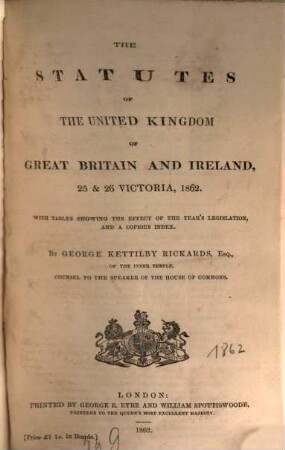 THE
STATUTES
OF
THE UNITED KINGDOM
OF
GREAT BRITAIN AND IRELAND,
25 & 26 VICTORIA, 1862.
WITH TABLES SHOWING THE EFFECT OF THE YEAR'S LEGISLATION,
AND A COPIOUS INDEX.
BY GEORGE KETTILBY RICKARDS, ESQ.,
OF THE INNER TEMPLE,
COUNSEL TO THE SPEAKER OF THE HOUSE OF COMMONS.
1862
LONDON:
PRINTED BY GEORGE E. EYRE AND WILLIAM SPOTTISWOODE,
PRINTERS TO THE QUEEN'S MOST EXCELLENT MAJESTY.
1862.
[Price £1 1s. in Boards.]